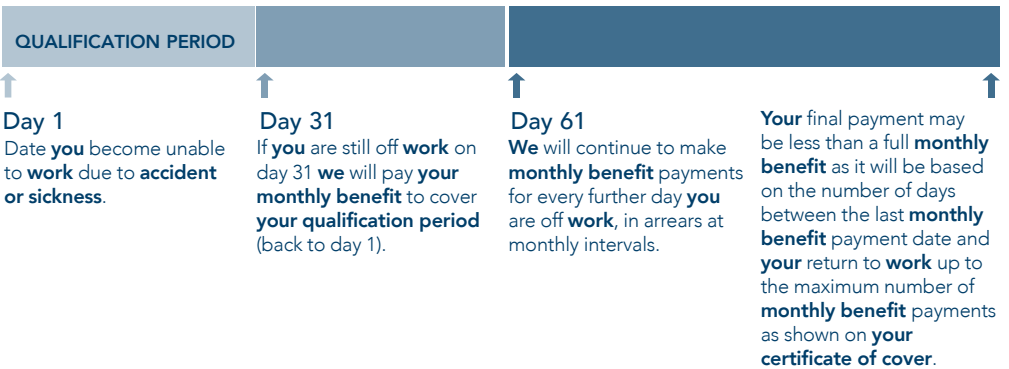 QUALIFICATION PERIOD
Day 1
Date you become unable
to work due to accident
or sickness.
Day 31
If you are still off work on
day 31 we will pay your
monthly benefit to cover
your qualification period
(back to day 1).
Day 61
We will continue to make
monthly benefit payments
for every further day you
are off work, in arrears at
monthly intervals.
Your final payment may
be less than a full monthly
benefit as it will be based
on the number of days
between the last monthly
benefit payment date and
your return to work up to
the maximum number of
monthly benefit payments
as shown on your
certificate of cover.